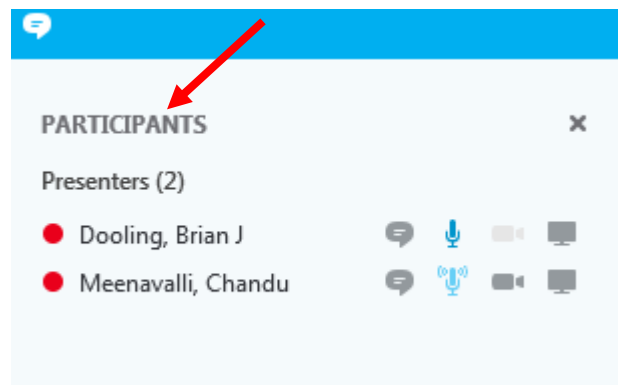 PARTICIPANTS
Presenters (2)
Dooling, Brian J
Meenavalli, Chandu